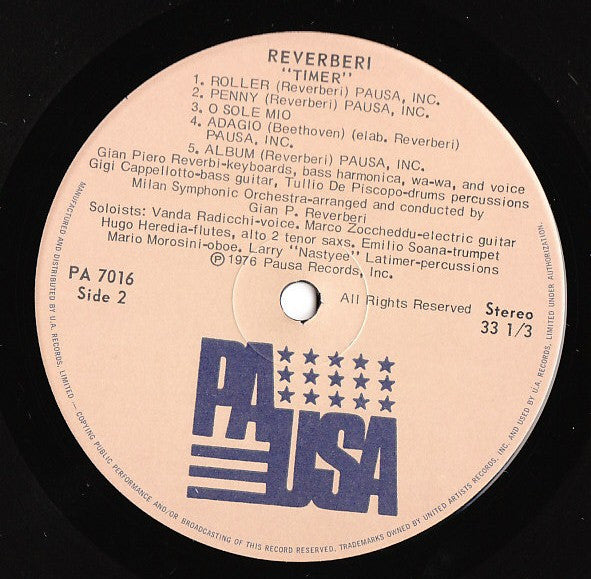 REVERBERI
"TIMER"
1. ROLLER (Reverberi) PAUSA, INC.
2. PENNY (Reverberi) PAUSA, INC.
3. O SOLE MIO
4. ADAGIO (Beethoven) (elab. Reverberi)
PAUSA, INC.
5. ALBUM (Reverberi) PAUSA, INC.
Gian Piero Reverbi-keyboards, bass harmonica, wa-wa, and voice
Gigi Cappellotto-bass guitar, Tullio De Piscopo-drums percussions
Milan Symphonic Orchestra-arranged and conducted by
Gian P. Reverberi
Soloists: Vanda Radicchi-voice. Marco Zoccheddu-electric guitar
Hugo Heredia-flutes, alto 2 tenor saxs. Emilio Soana-trumpet
Mario Morosini-oboe. Larry "Nastyee" Latimer-percussions
℗ 1976 Pausa Records, Inc.
PA 7016
Side 2
All Rights Reserved
Stereo
33 1/3
PAUSA
MANUFACTURED AND DISTRIBUTED BY U.A. RECORDS, LIMITED — COPYING PUBLIC PERFORMANCE AND/OR BROADCASTING OF THIS RECORD RESERVED. TRADEMARKS OWNED BY UNITED ARTISTS RECORDS, INC. AND USED BY U.A. RECORDS, LIMITED UNDER AUTHORIZATION.